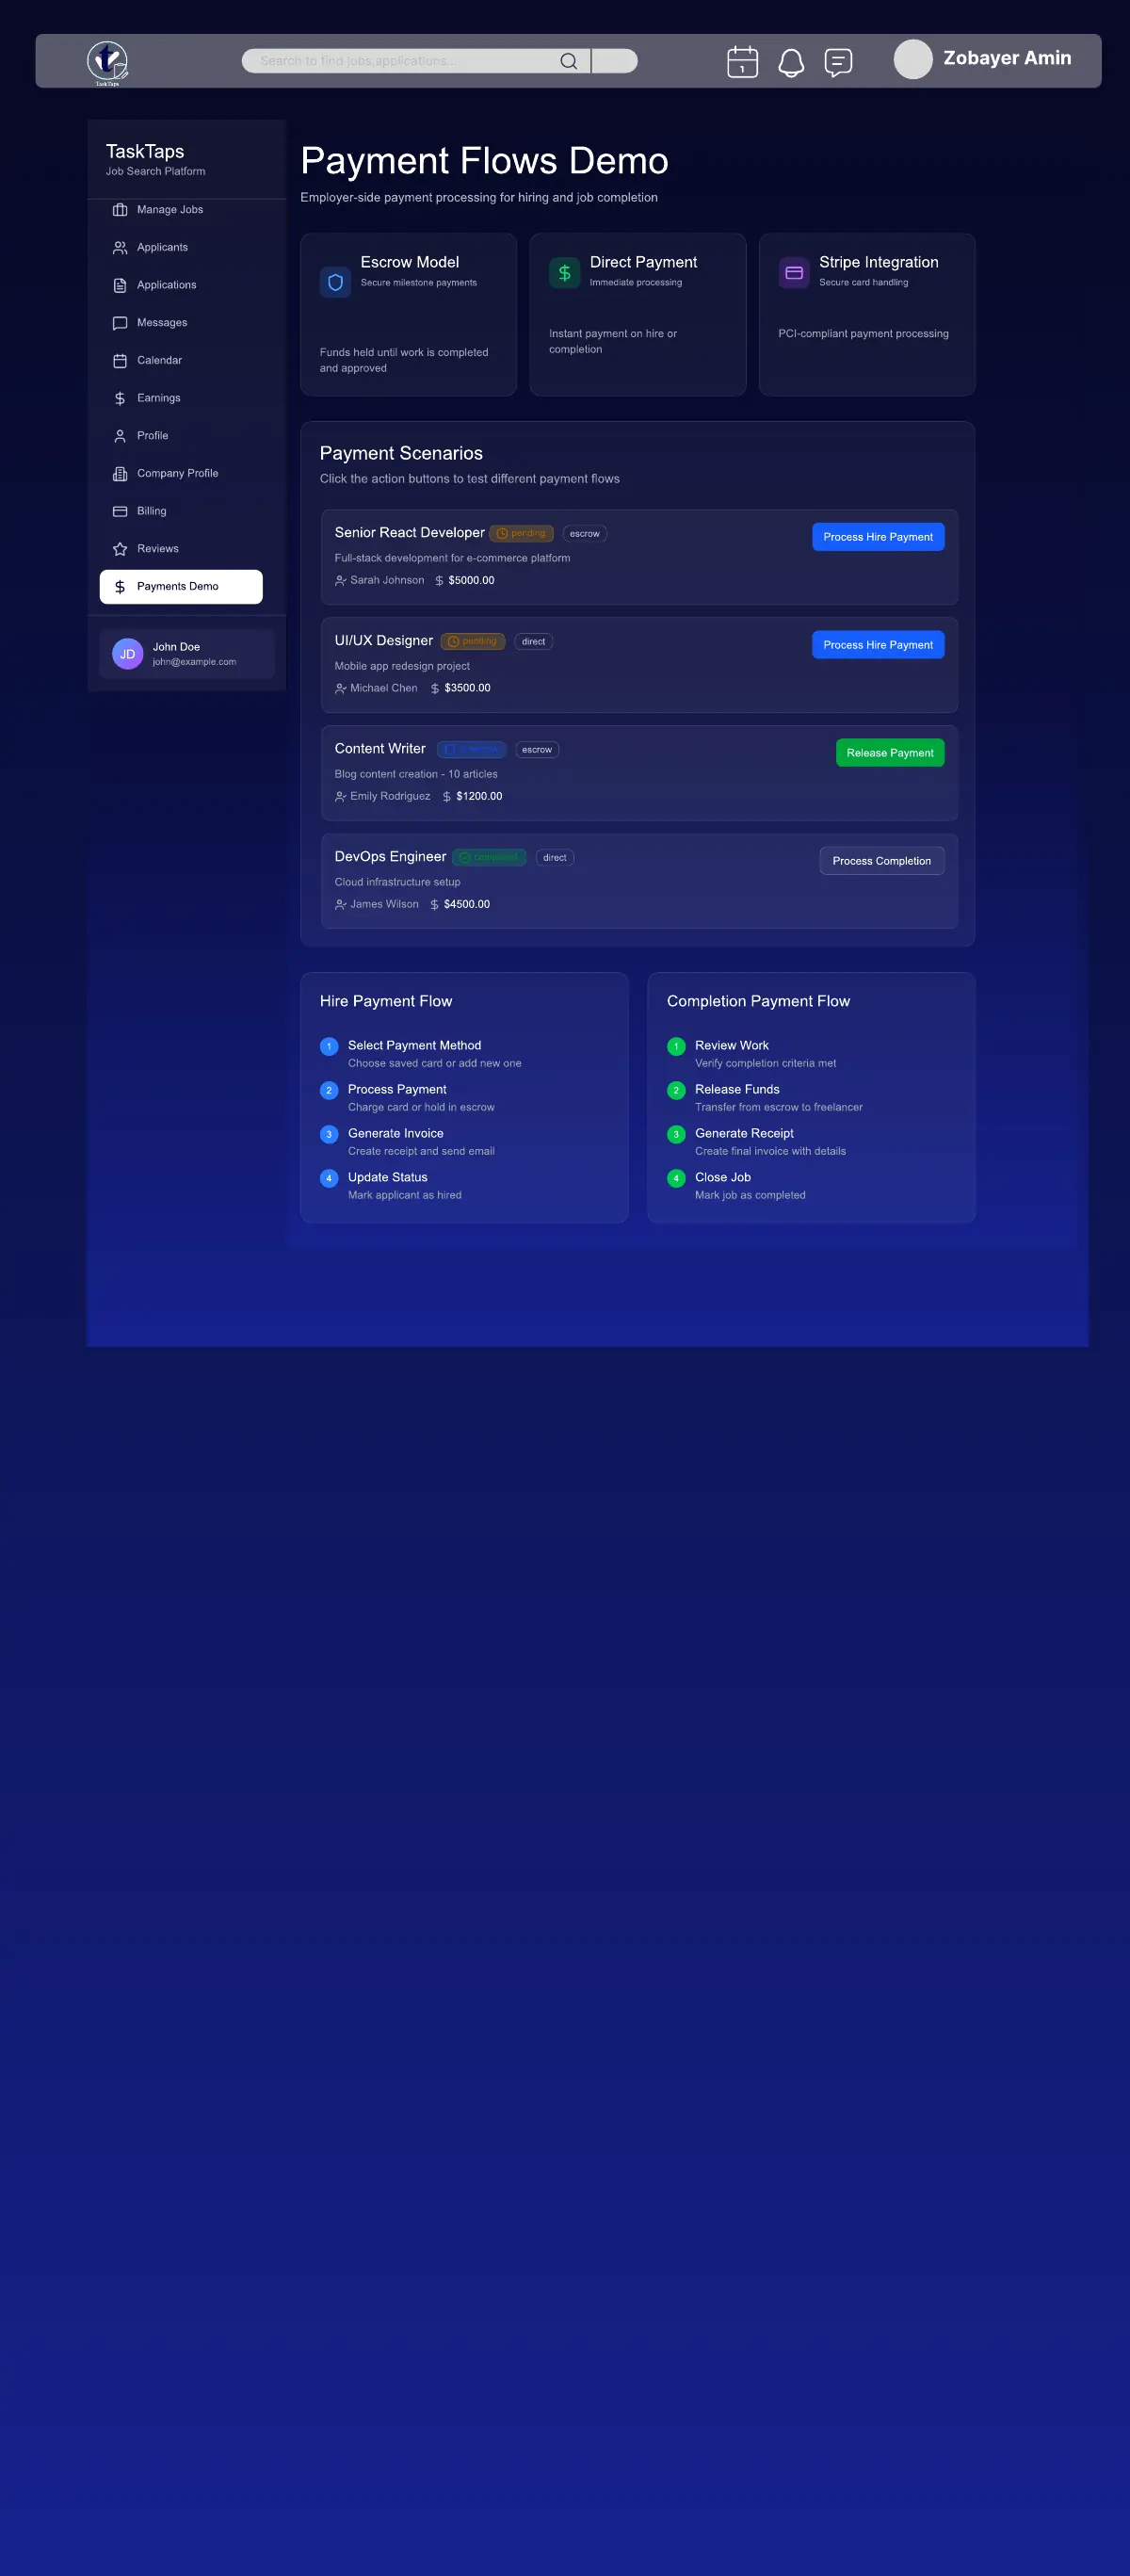 TaskTaps
Search to find jobs,applications...
1
Zobayer Amin
TaskTaps
Job Search Platform
Manage Jobs
Applicants
Applications
Messages
Calendar
Earnings
Profile
Company Profile
Billing
Reviews
Payments Demo
JD
John Doe
john@example.com
Payment Flows Demo
Employer-side payment processing for hiring and job completion
Escrow Model
Secure milestone payments
Funds held until work is completed
and approved
Direct Payment
Immediate processing
Instant payment on hire or
completion
Stripe Integration
Secure card handling
PCI-compliant payment processing
Payment Scenarios
Click the action buttons to test different payment flows
Senior React Developer pending escrow
Process Hire Payment
Full-stack development for e-commerce platform
Sarah Johnson $5000.00
UI/UX Designer pending direct
Process Hire Payment
Mobile app redesign project
Michael Chen $3500.00
Content Writer escrow
Release Payment
Blog content creation - 10 articles
Emily Rodriguez $1200.00
DevOps Engineer completed direct
Process Completion
Cloud infrastructure setup
James Wilson $4500.00
Hire Payment Flow
1 Select Payment Method
Choose saved card or add new one
2 Process Payment
Charge card or hold in escrow
3 Generate Invoice
Create receipt and send email
4 Update Status
Mark applicant as hired
Completion Payment Flow
1 Review Work
Verify completion criteria met
2 Release Funds
Transfer from escrow to freelancer
3 Generate Receipt
Create final invoice with details
4 Close Job
Mark job as completed